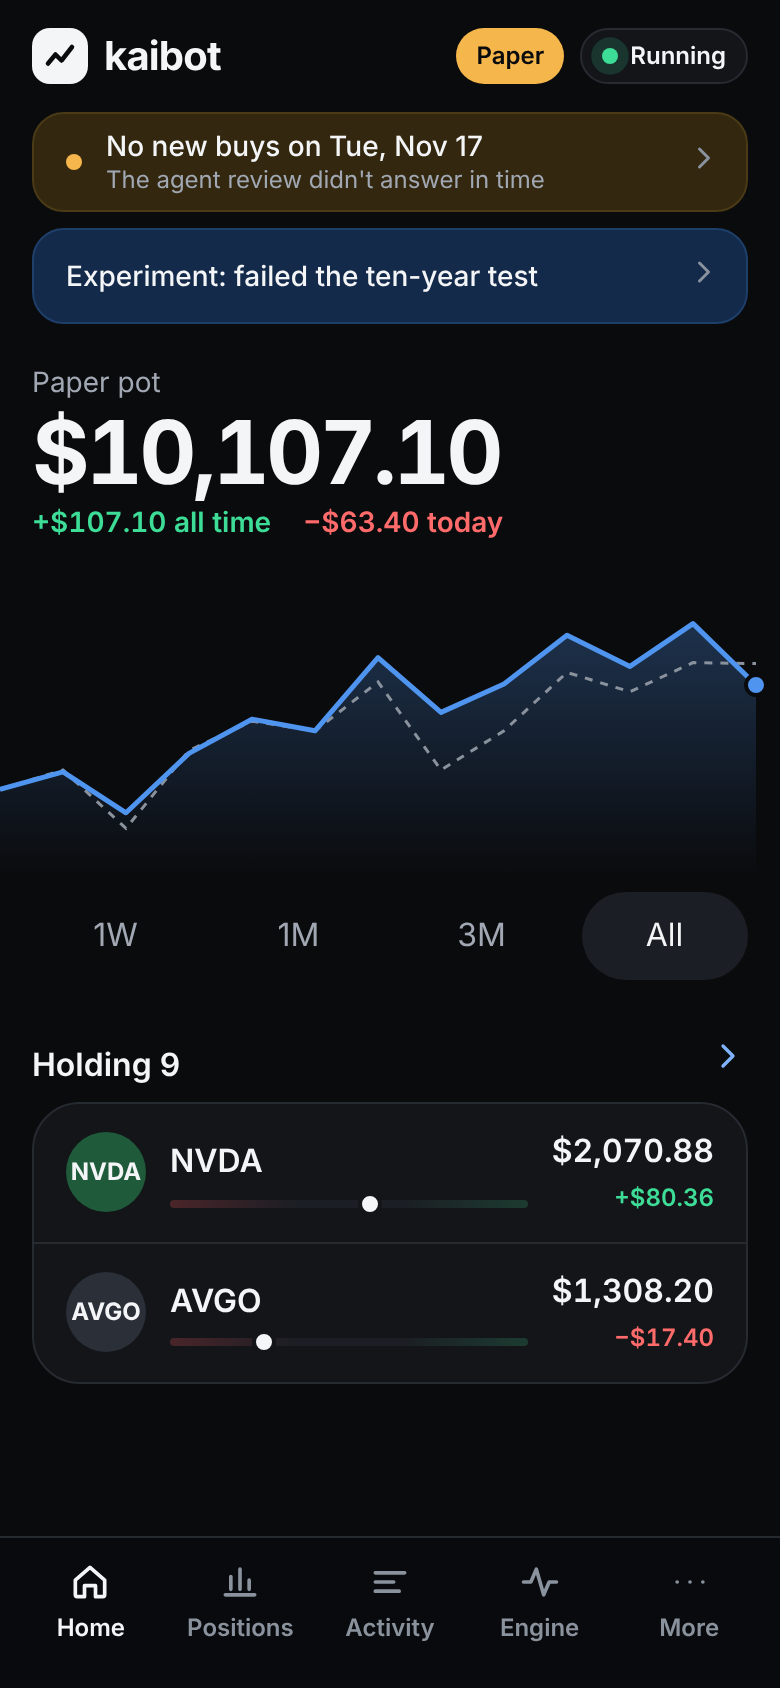 kaibot
Paper
Running
No new buys on Tue, Nov 17
The agent review didn't answer in time
Experiment: failed the ten-year test
Paper pot
$10,107.10
+$107.10 all time −$63.40 today
1W 1M 3M All
Holding 9
NVDA NVDA $2,070.88
+$80.36
AVGO AVGO $1,308.20
−$17.40
Home Positions Activity Engine More